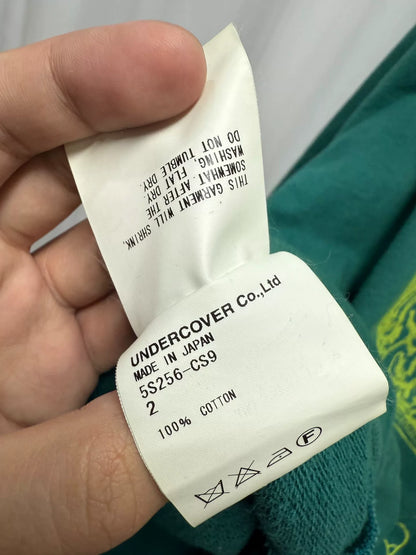 THIS GARMENT WILL SHRINK,
SOMEWHAT AFTER THE
WASHING. FLAT DRY.
DO NOT TUMBLE DRY.
UNDERCOVER Co.,Ltd
MADE IN JAPAN
5S256-CS9
2
100% COTTON
F